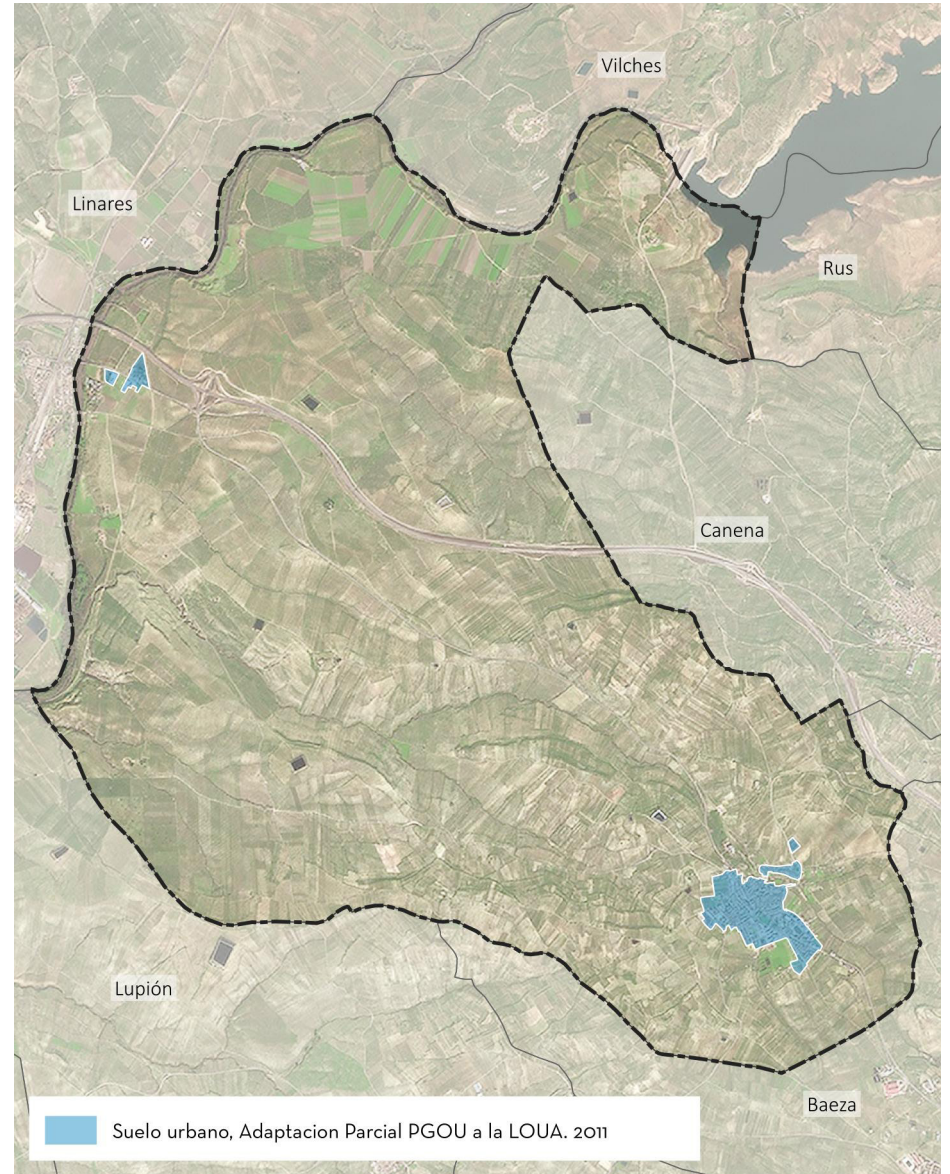 Vilches
Linares
Rus
Canena
Lupión
Baeza
Suelo urbano, Adaptacion Parcial PGOU a la LOUA. 2011